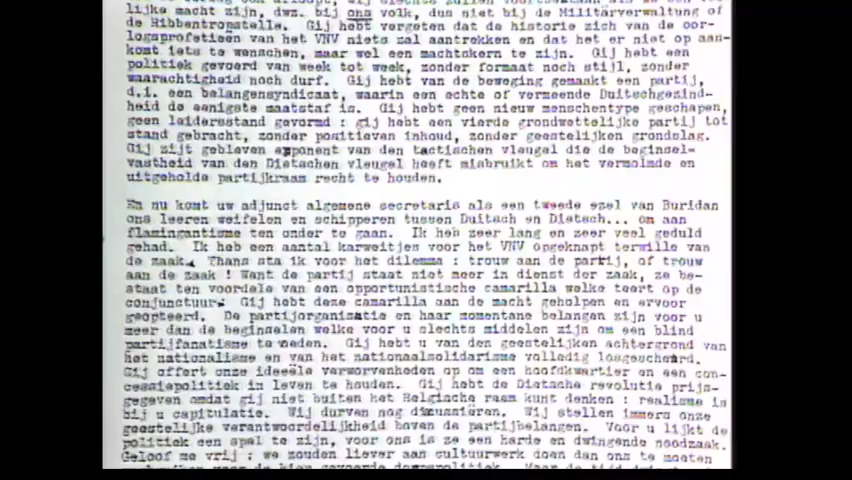 lijke macht zijn, dwz. bij ons volk, dus niet bij de Militärverwaltung of
de Ribbentropstelle. Gij hebt vergeten dat de historie zich van de oor-
logsprofetieën van het VNV niets zal aantrekken en dat het er niet op aan-
komt iets te wenschen, maar wel een machtskern te zijn. Gij hebt een
politiek gevoerd van week tot week, zonder formaat noch stijl, zonder
waarachtigheid noch durf. Gij hebt van de beweging gemaakt een partij,
d.i. een belangensyndicaat, waarin een echte of vermeende Duitschgezind-
heid de eenigste maatstaf is. Gij hebt geen nieuw menschentype geschapen,
geen leidersstand gevormd : gij hebt een vierde grondwettelijke partij tot
stand gebracht, zonder positieven inhoud, zonder geestelijken grondslag.
Gij zijt gebleven exponent van den tactischen vleugel die de beginsel-
vastheid van den Dietschen vleugel heeft misbruikt om het vermolmde en
uitgeholde partijkraam recht te houden.
En nu komt uw adjunct algemene secretaris als een tweede ezel van Buridan
ons leeren weifelen en schipperen tussen Duitsch en Dietsch... om aan
flamingantisme ten onder te gaan. Ik heb zeer lang en zeer veel geduld
gehad. Ik heb een aantal karweitjes voor het VNV opgeknapt terwille van
de zaak. Thans sta ik voor het dilemma : trouw aan de partij, of trouw
aan de zaak ! Want de partij staat niet meer in dienst der zaak, ze be-
staat ten voordele van een opportunistische camarilla welke teert op de
conjunctuur. Gij hebt deze camarilla aan de macht geholpen en ervoor
geopteerd. De partijorganisatie en haar momentane belangen zijn voor u
meer dan de beginselen welke voor u slechts middelen zijn om een blind
partijfanatisme te voeden. Gij hebt u van den geestelijken achtergrond van
het nationalisme en van het nationaalsolidarisme volledig losgescheurd.
Gij offert onze ideeële verworvenheden op om een hoofdkwartier en een con-
cessiepolitiek in leven te houden. Gij hebt de Dietsche revolutie prijs-
gegeven omdat gij niet buiten het Belgische raam kunt denken : realisme is
bij u capitulatie. Wij durven nog discussiëren. Wij stellen immers onze
geestelijke verantwoordelijkheid boven de partijbelangen. Voor u lijkt de
politiek een spel te zijn, voor ons is ze een harde en dwingende noodzaak.
Geloof me vrij : we zouden liever aan cultuurwerk doen dan ons te moeten